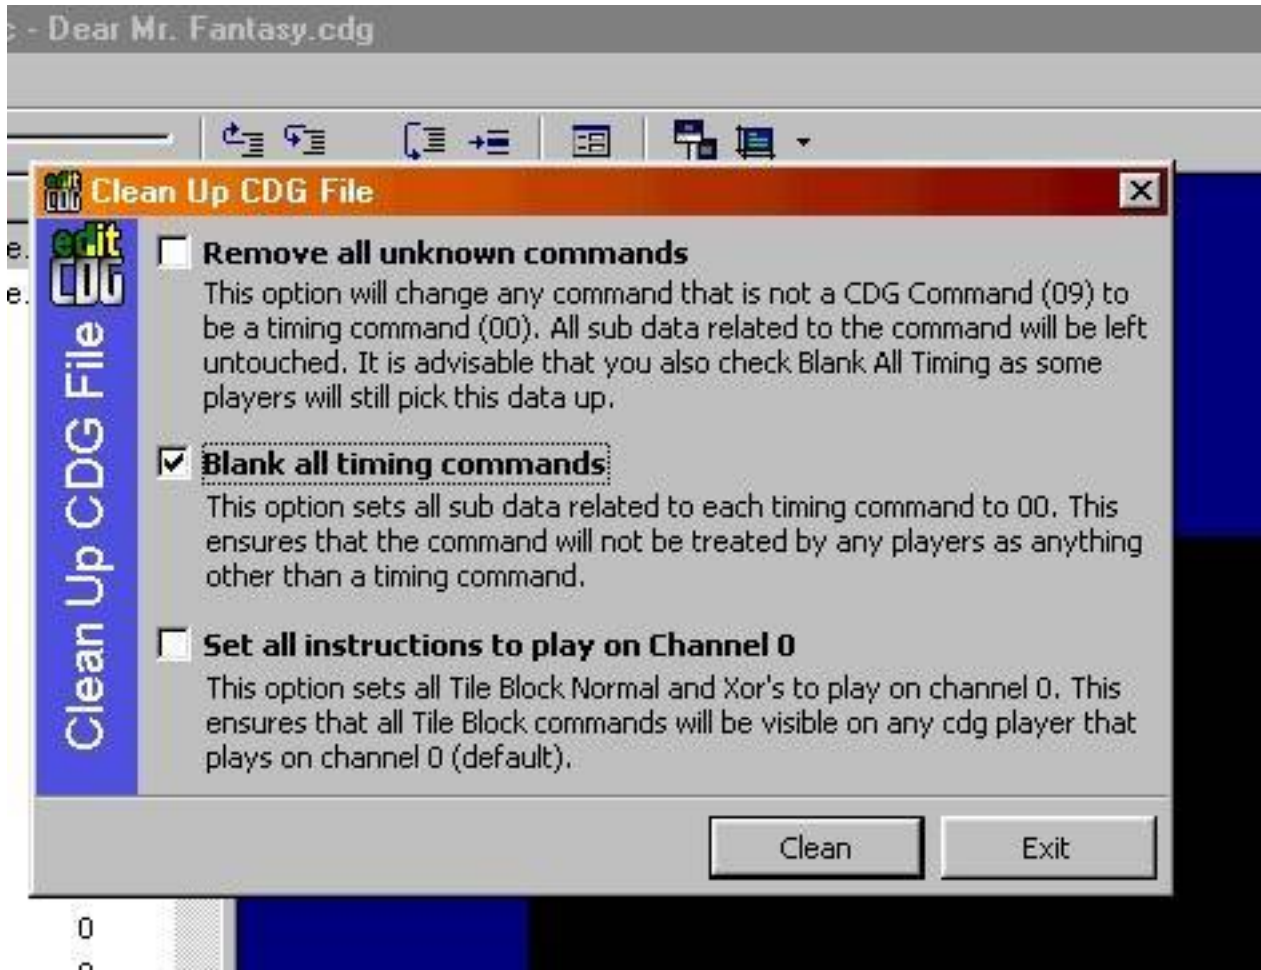 - Dear Mr. Fantasy.cdg
Clean Up CDG File
e.
e.
edit
CDG
Clean Up CDG File
Remove all unknown commands
This option will change any command that is not a CDG Command (09) to
be a timing command (00). All sub data related to the command will be left
untouched. It is advisable that you also check Blank All Timing as some
players will still pick this data up.
Blank all timing commands
This option sets all sub data related to each timing command to 00. This
ensures that the command will not be treated by any players as anything
other than a timing command.
Set all instructions to play on Channel 0
This option sets all Tile Block Normal and Xor's to play on channel 0. This
ensures that all Tile Block commands will be visible on any cdg player that
plays on channel 0 (default).
Clean
Exit
0